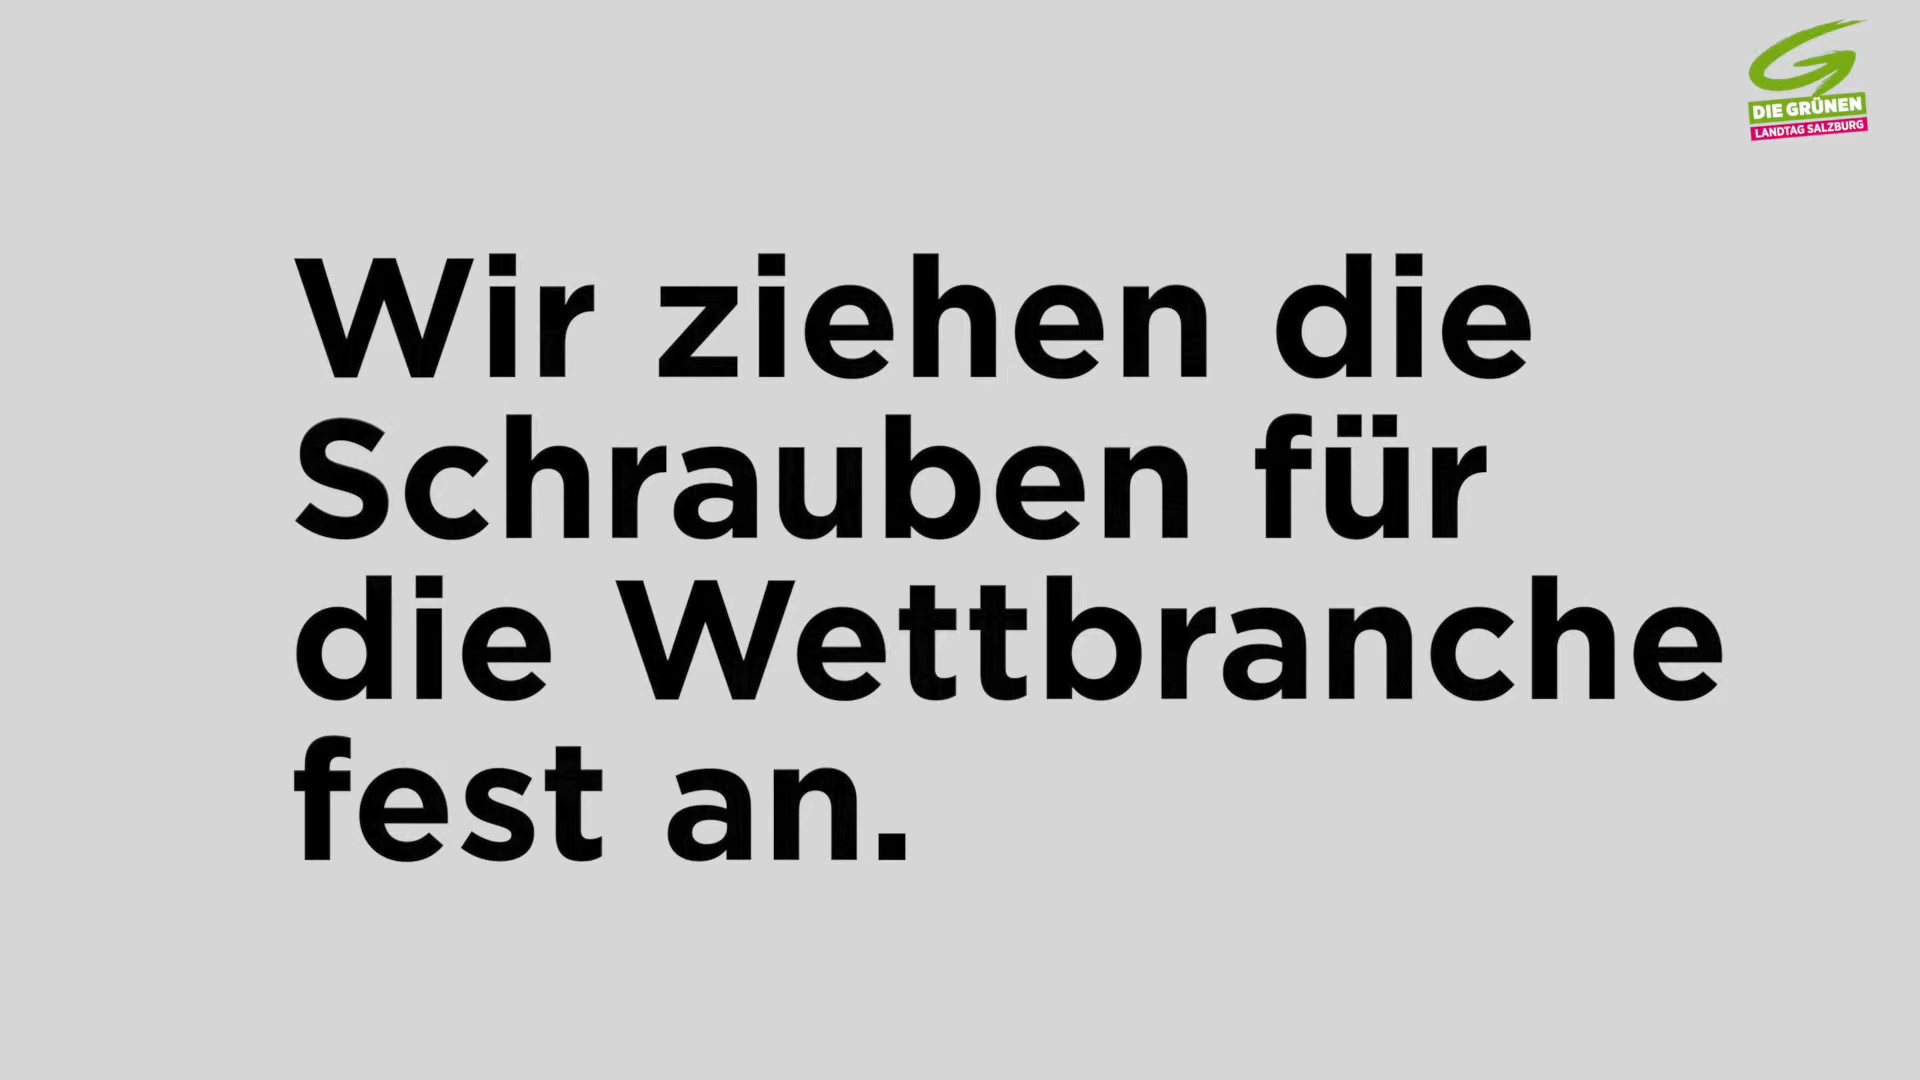 DIE GRÜNEN
LANDTAG SALZBURG
Wir ziehen die
Schrauben für
die Wettbranche
fest an.